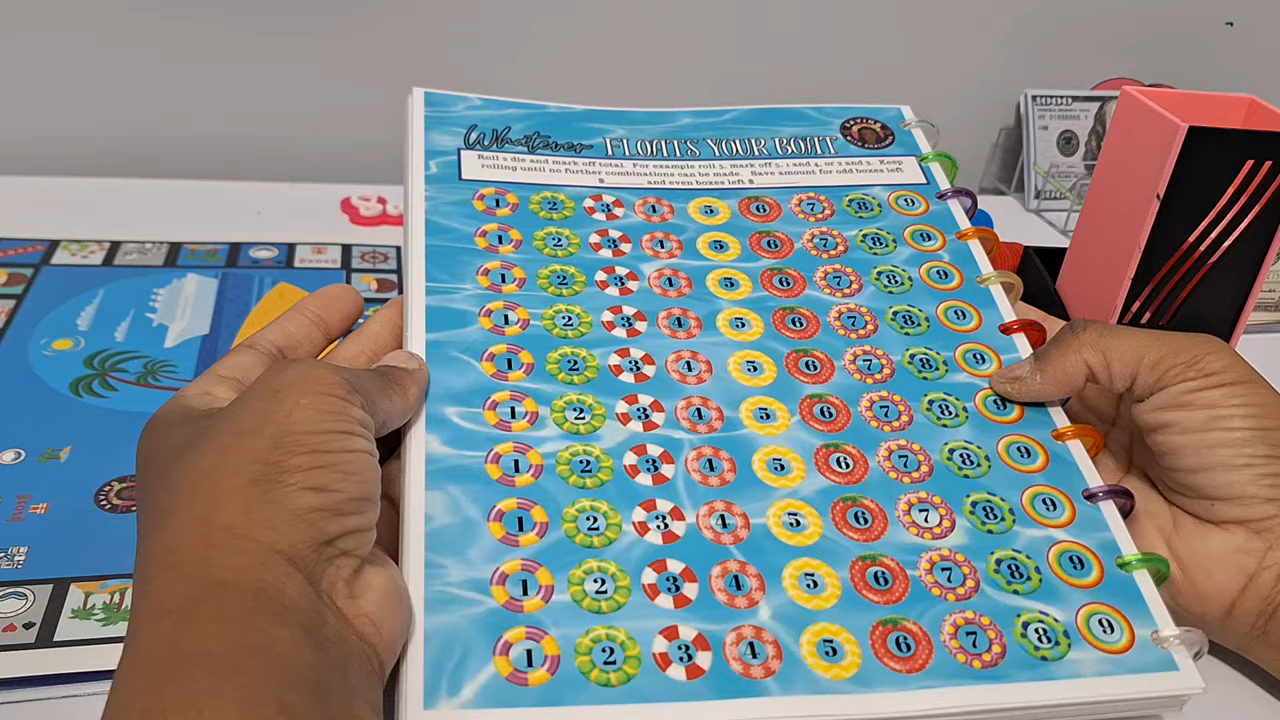 Whatever FLOATS YOUR BOAT
SAVING
Roll 2 die and mark off total. For example roll 5, mark off 5, 1 and 4, or 2 and 3. Keep
rolling until no further combinations can be made. Save amount for odd boxes left
$______ and even boxes left $______
1 2 3 4 5 6 7 8 9
1 2 3 4 5 6 7 8 9
1 2 3 4 5 6 7 8 9
1 2 3 4 5 6 7 8 9
1 2 3 4 5 6 7 8 9
1 2 3 4 5 6 7 8 9
1 2 3 4 5 6 7 8 9
1 2 3 4 5 6 7 8 9
1 2 3 4 5 6 7 8 9
1 2 3 4 5 6 7 8 9
1000